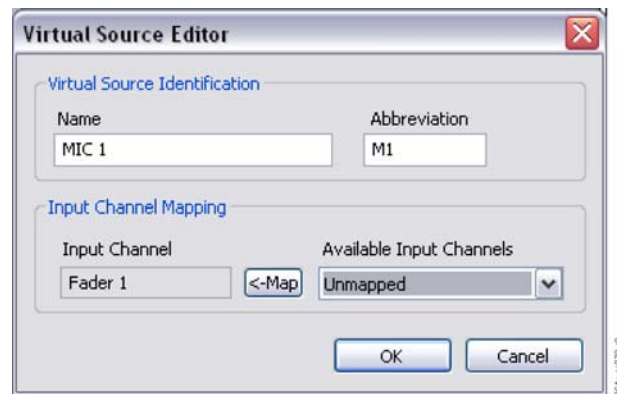 Virtual Source Editor
Virtual Source Identification
Name
Abbreviation
MIC 1
M1
Input Channel Mapping
Input Channel
Available Input Channels
Fader 1
<-Map
Unmapped
OK
Cancel